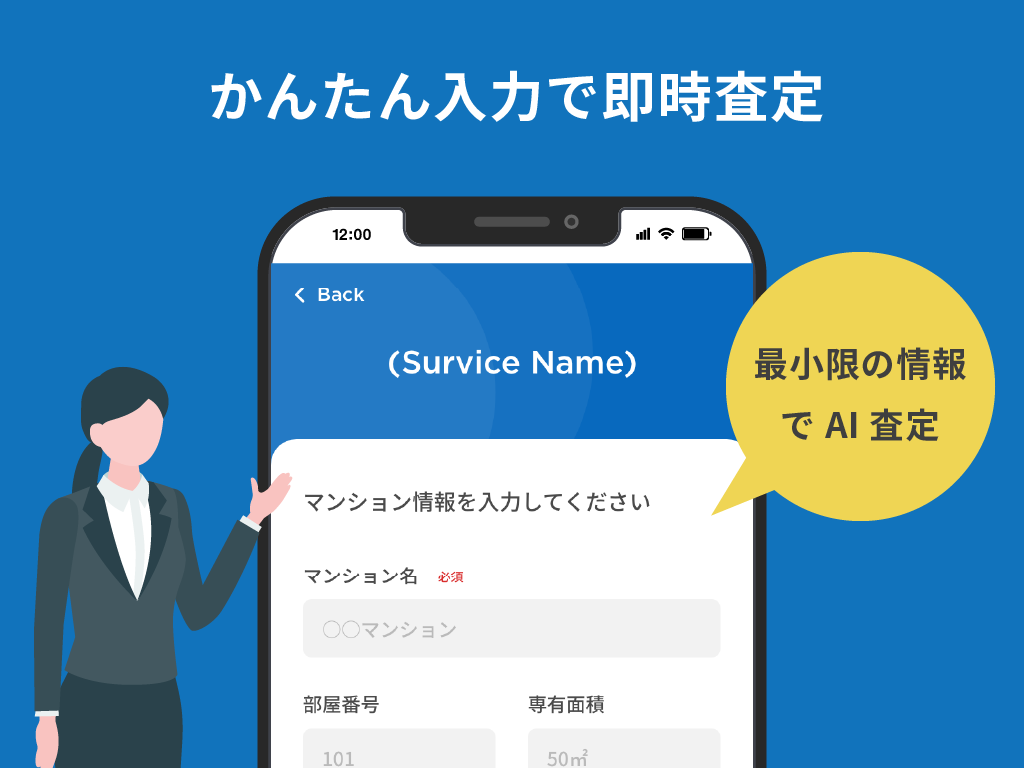 かんたん入力で即時査定
12:00
Back
(Survice Name)
最小限の情報
で AI 査定
マンション情報を入力してください
マンション名 必須
○○マンション
部屋番号 専有面積
101 50㎡